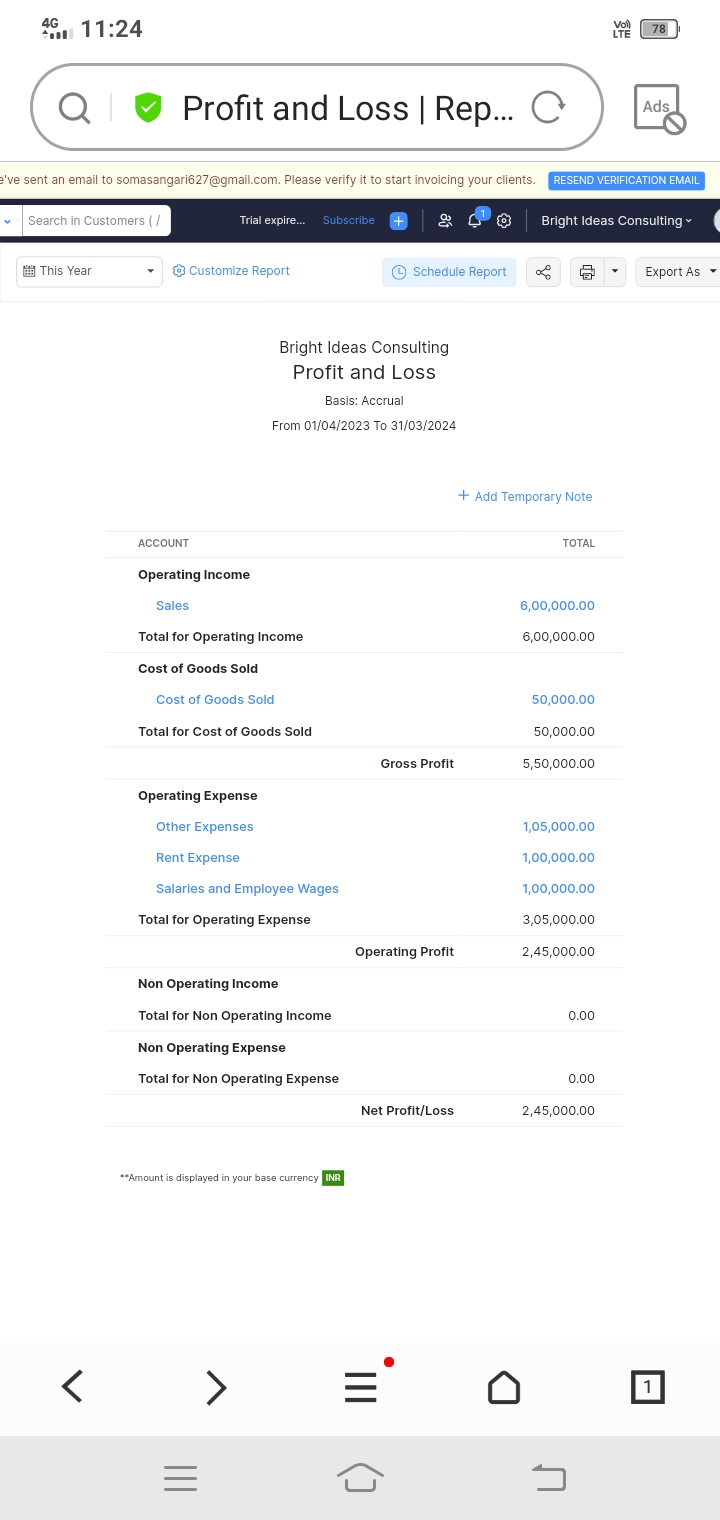 4G 11:24 Vo) LTE 78
Profit and Loss | Rep... Ads
e've sent an email to somasangari627@gmail.com. Please verify it to start invoicing your clients. RESEND VERIFICATION EMAIL
Search in Customers ( / Trial expire... Subscribe + 1 Bright Ideas Consulting
This Year Customize Report Schedule Report Export As
Bright Ideas Consulting
Profit and Loss
Basis: Accrual
From 01/04/2023 To 31/03/2024
+ Add Temporary Note
ACCOUNT TOTAL
Operating Income
Sales 6,00,000.00
Total for Operating Income 6,00,000.00
Cost of Goods Sold
Cost of Goods Sold 50,000.00
Total for Cost of Goods Sold 50,000.00
Gross Profit 5,50,000.00
Operating Expense
Other Expenses 1,05,000.00
Rent Expense 1,00,000.00
Salaries and Employee Wages 1,00,000.00
Total for Operating Expense 3,05,000.00
Operating Profit 2,45,000.00
Non Operating Income
Total for Non Operating Income 0.00
Non Operating Expense
Total for Non Operating Expense 0.00
Net Profit/Loss 2,45,000.00
**Amount is displayed in your base currency INR
1